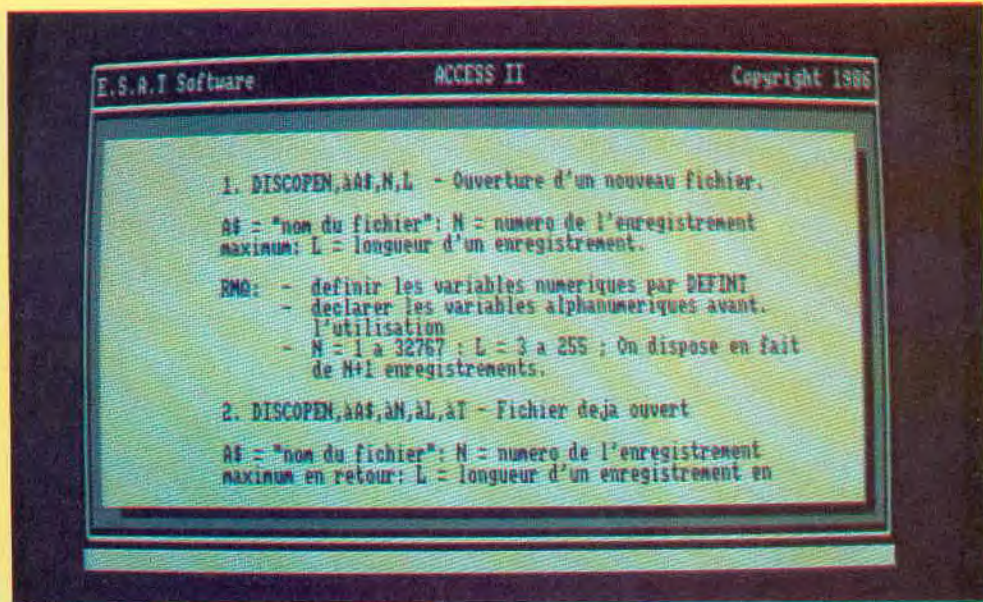 E.S.A.T Software ACCESS II Copyright 1986
1. DISCOPEN,àA$,N,L - Ouverture d'un nouveau fichier.
A$ = "nom du fichier": N = numero de l'enregistrement
maximum: L = longueur d'un enregistrement.
RMQ: - definir les variables numeriques par DEFINT
- declarer les variables alphanumeriques avant.
l'utilisation
- N = 1 a 32767 ; L = 3 a 255 ; On dispose en fait
de N+1 enregistrements.
2. DISCOPEN,àA$,àN,àL,àT - Fichier deja ouvert
A$ = "nom du fichier": N = numero de l'enregistrement
maximum en retour: L = longueur d'un enregistrement en